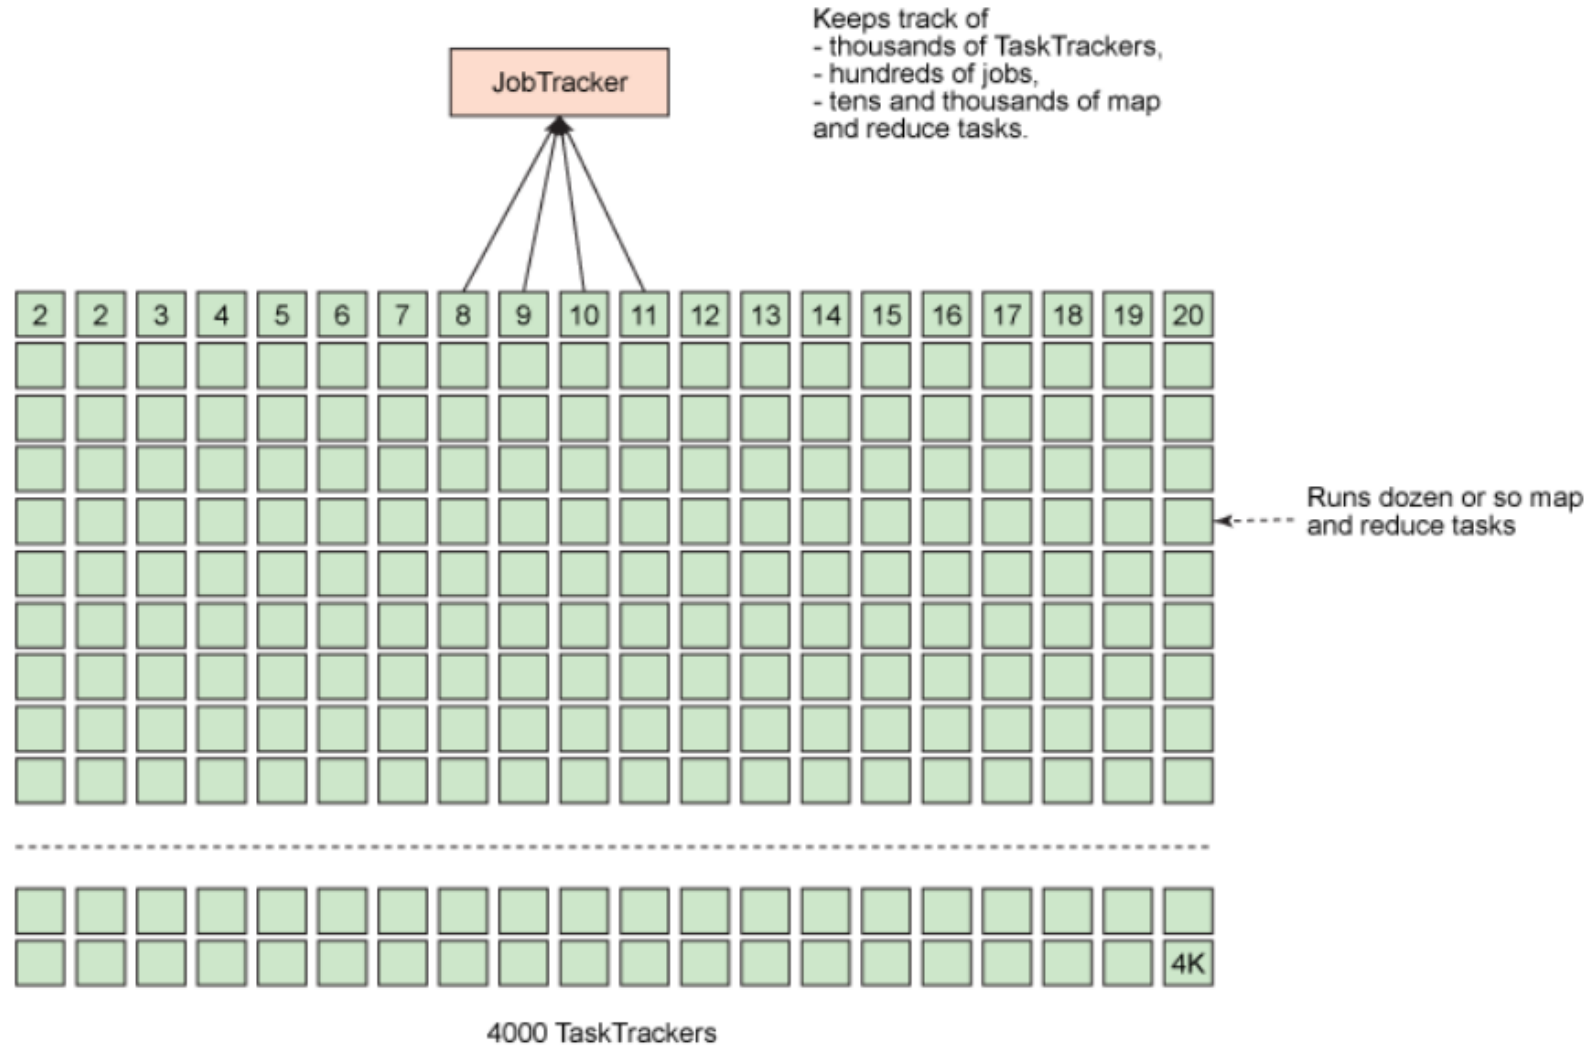 Keeps track of
- thousands of TaskTrackers,
- hundreds of jobs,
- tens and thousands of map
and reduce tasks.
JobTracker
2 2 3 4 5 6 7 8 9 10 11 12 13 14 15 16 17 18 19 20
Runs dozen or so map
and reduce tasks
4K
4000 TaskTrackers